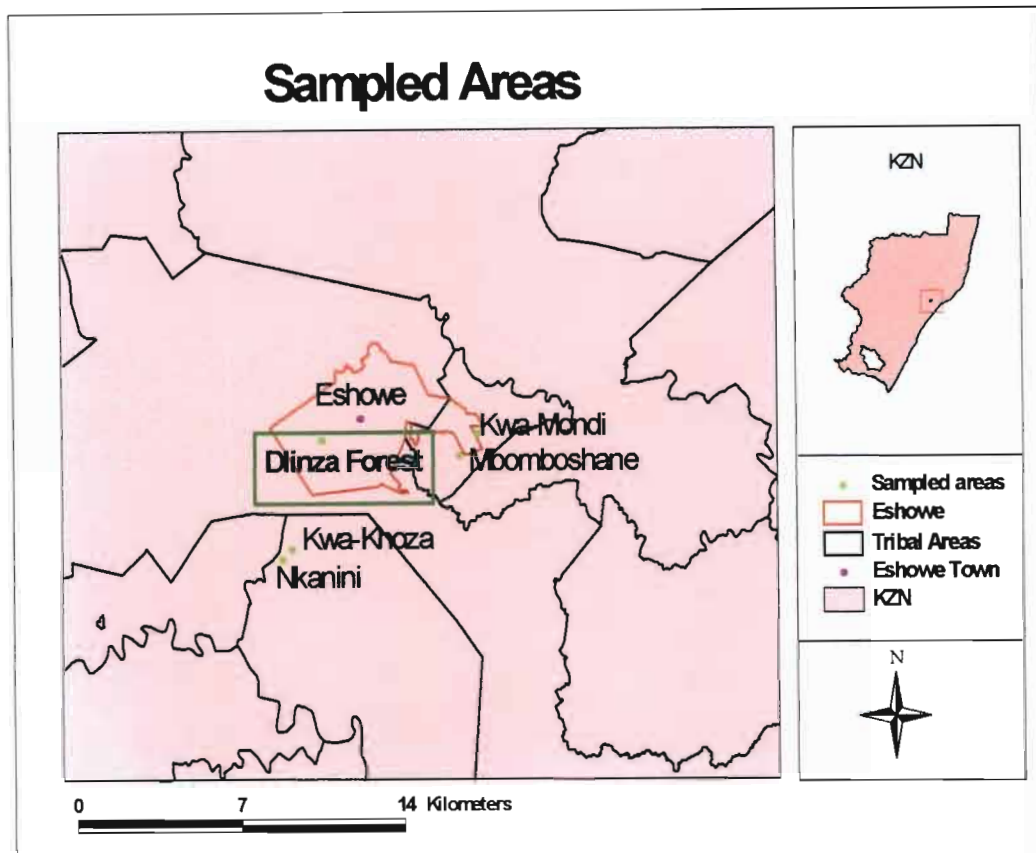 Sampled Areas
KZN
Eshowe
Kwa-Mondi
Dlinza Forest
Mbomboshane
Kwa-Khoza
Nkanini
Sampled areas
Eshowe
Tribal Areas
Eshowe Town
KZN
N
0 7 14 Kilometers